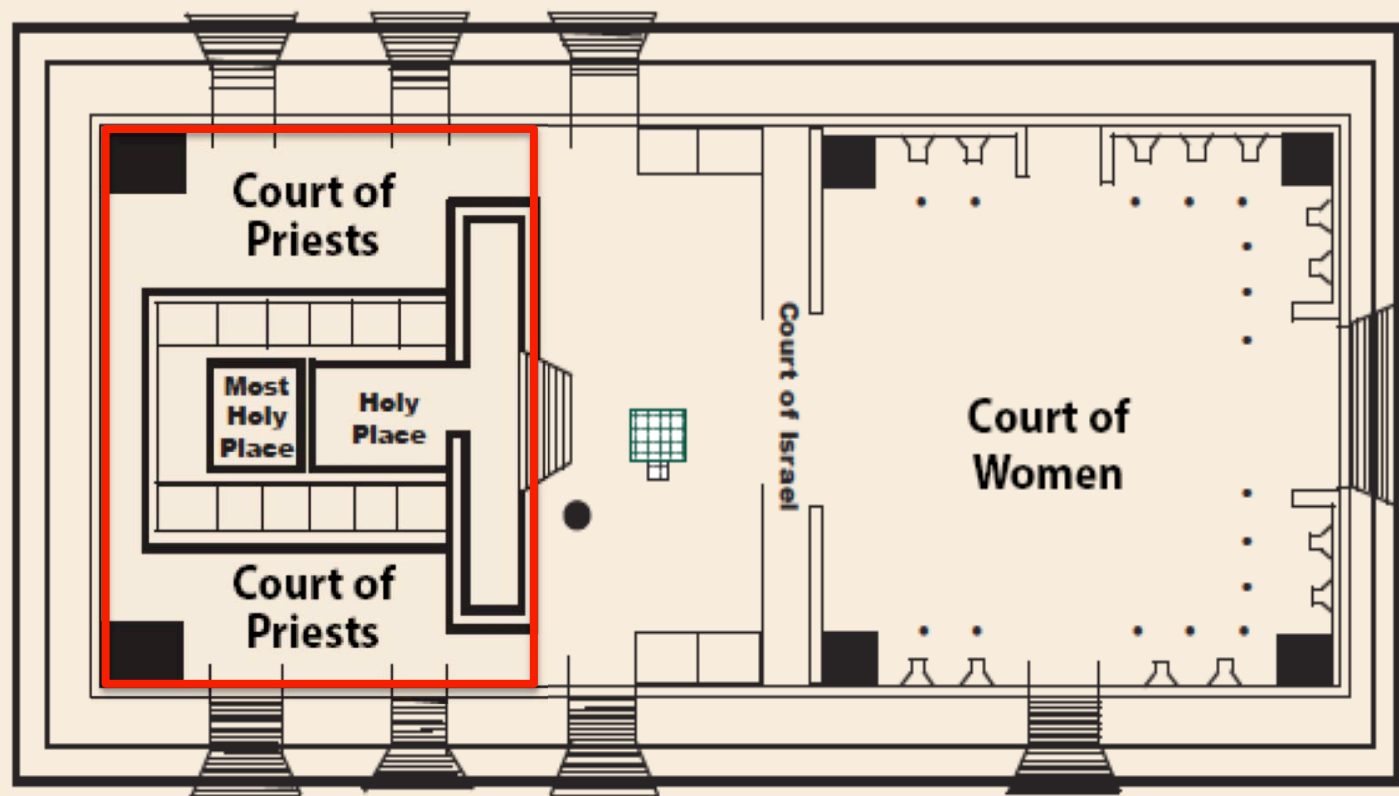 Court of
Priests
Most
Holy
Place
Holy
Place
Court of
Priests
Court of Israel
Court of
Women